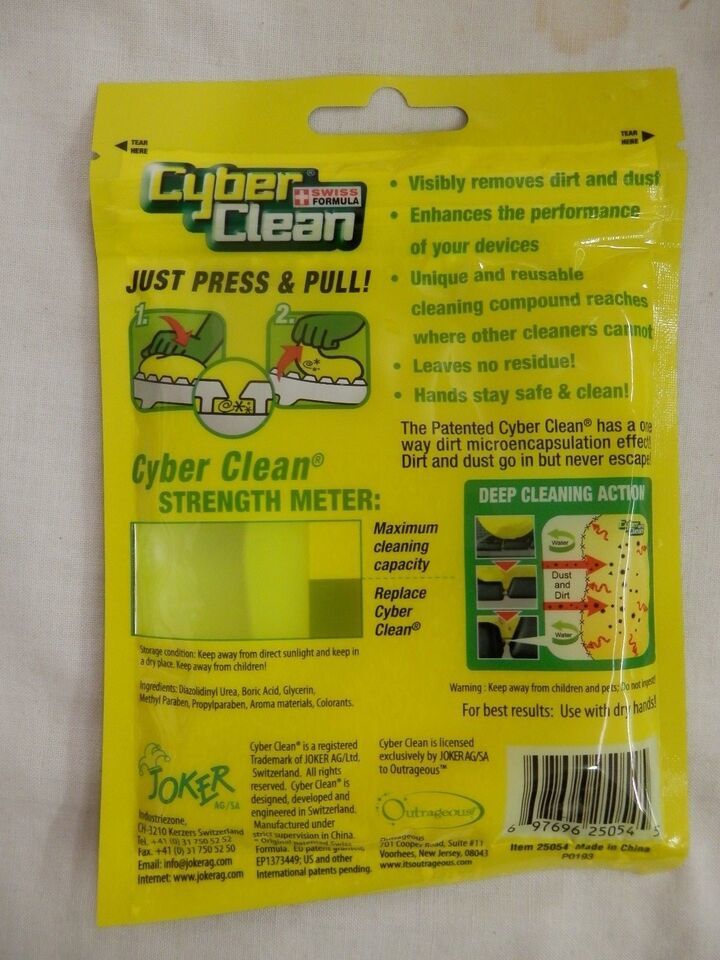 TEAR
HERE
TEAR
HERE
Cyber®
Clean
SWISS
FORMULA
JUST PRESS & PULL!
1.
2.
• Visibly removes dirt and dust
• Enhances the performance
of your devices
• Unique and reusable
cleaning compound reaches
where other cleaners cannot
• Leaves no residue!
• Hands stay safe & clean!
The Patented Cyber Clean® has a one
way dirt microencapsulation effect!
Dirt and dust go in but never escape!
Cyber Clean®
STRENGTH METER:
Maximum
cleaning
capacity
Replace
Cyber
Clean®
DEEP CLEANING ACTION
Cyber
Clean
Water
Dust
and
Dirt
Water
Storage condition: Keep away from direct sunlight and keep in
a dry place. Keep away from children!
Ingredients: Diazolidinyl Urea, Boric Acid, Glycerin,
Methyl Paraben, Propylparaben, Aroma materials, Colorants.
Warning : Keep away from children and pets; Do not ingest!
For best results: Use with dry hands!
JOKER
AG/SA
Industriezone,
CH-3210 Kerzers Switzerland
Tel. +41 (0) 31 750 52 52
Fax. +41 (0) 31 750 52 50
Email: info@jokerag.com
Internet: www.jokerag.com
Cyber Clean® is a registered
Trademark of JOKER AG/Ltd,
Switzerland. All rights
reserved. Cyber Clean® is
designed, developed and
engineered in Switzerland.
Manufactured under
strict supervision in China.
Original patented Swiss
Formula. EU patent granted,
EP1373449; US and other
International patents pending.
Cyber Clean is licensed
exclusively by JOKER AG/SA
to Outrageous™
Outrageous
Outrageous
701 Cooper Road, Suite #11
Voorhees, New Jersey, 08043
www.itsoutrageous.com
6 97696 25054 5
Item 25054 Made in China
P0193